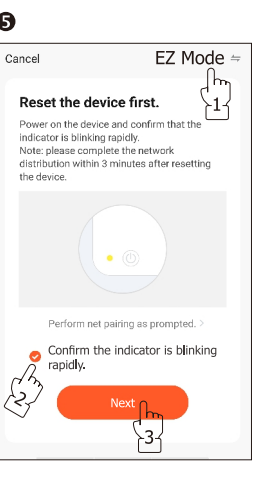 ❺
Cancel EZ Mode ⇋
1
Reset the device first.
Power on the device and confirm that the
indicator is blinking rapidly.
Note: please complete the network
distribution within 3 minutes after resetting
the device.
Perform net pairing as prompted. >
Confirm the indicator is blinking
rapidly.
2
Next
3